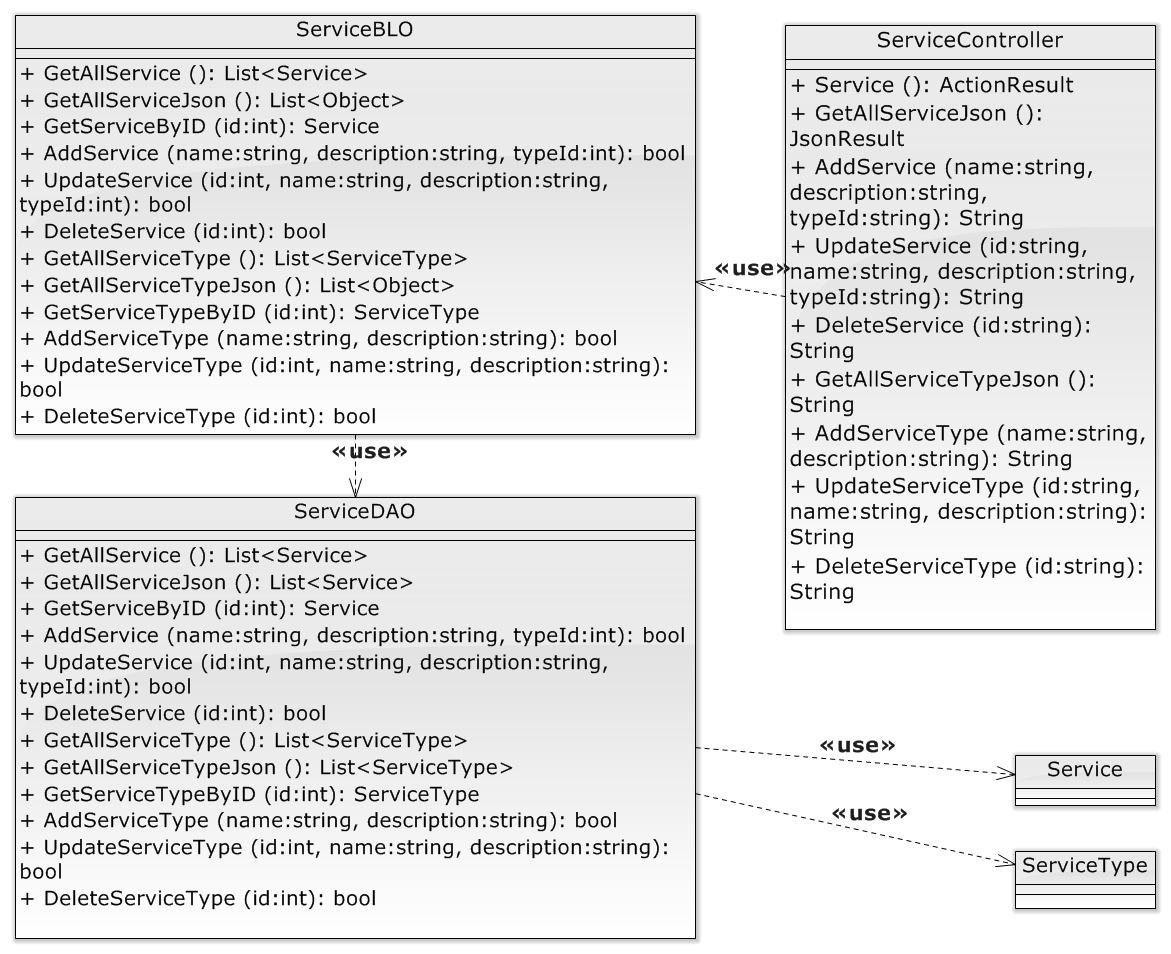 ServiceBLO
+ GetAllService (): List<Service>
+ GetAllServiceJson (): List<Object>
+ GetServiceByID (id:int): Service
+ AddService (name:string, description:string, typeId:int): bool
+ UpdateService (id:int, name:string, description:string,
typeId:int): bool
+ DeleteService (id:int): bool
+ GetAllServiceType (): List<ServiceType>
+ GetAllServiceTypeJson (): List<Object>
+ GetServiceTypeByID (id:int): ServiceType
+ AddServiceType (name:string, description:string): bool
+ UpdateServiceType (id:int, name:string, description:string):
bool
+ DeleteServiceType (id:int): bool
«use»
ServiceController
+ Service (): ActionResult
+ GetAllServiceJson ():
JsonResult
+ AddService (name:string,
description:string,
typeId:string): String
+ UpdateService (id:string,
name:string, description:string,
typeId:string): String
+ DeleteService (id:string):
String
+ GetAllServiceTypeJson ():
String
+ AddServiceType (name:string,
description:string): String
+ UpdateServiceType (id:string,
name:string, description:string):
String
+ DeleteServiceType (id:string):
String
«use»
ServiceDAO
+ GetAllService (): List<Service>
+ GetAllServiceJson (): List<Service>
+ GetServiceByID (id:int): Service
+ AddService (name:string, description:string, typeId:int): bool
+ UpdateService (id:int, name:string, description:string,
typeId:int): bool
+ DeleteService (id:int): bool
+ GetAllServiceType (): List<ServiceType>
+ GetAllServiceTypeJson (): List<ServiceType>
+ GetServiceTypeByID (id:int): ServiceType
+ AddServiceType (name:string, description:string): bool
+ UpdateServiceType (id:int, name:string, description:string):
bool
+ DeleteServiceType (id:int): bool
«use»
Service
«use»
ServiceType